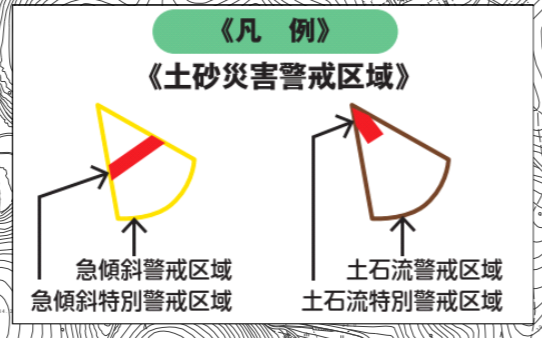 《凡　例》
《土砂災害警戒区域》
急傾斜警戒区域
急傾斜特別警戒区域
土石流警戒区域
土石流特別警戒区域